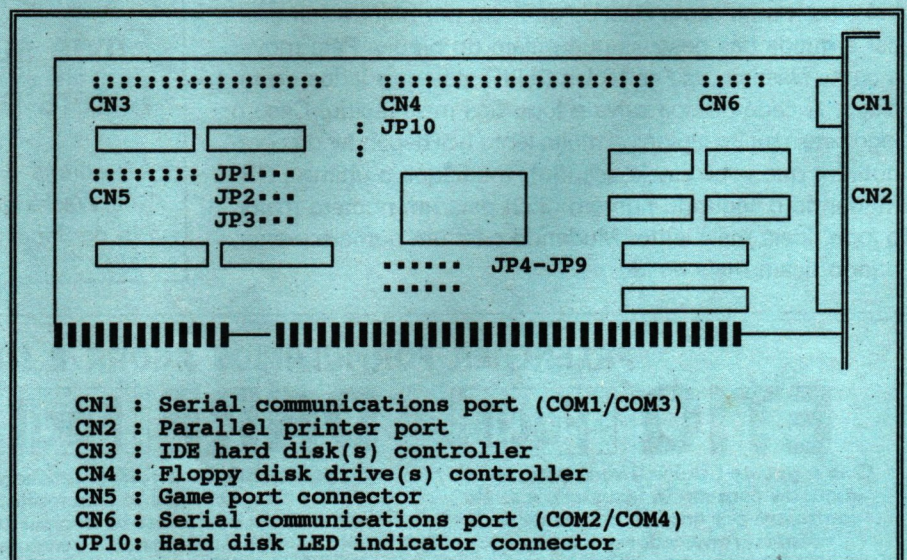 CN3 CN4 CN6 CN1
JP10
CN5 JP1 CN2
JP2
JP3
JP4-JP9
CN1 : Serial communications port (COM1/COM3)
CN2 : Parallel printer port
CN3 : IDE hard disk(s) controller
CN4 : Floppy disk drive(s) controller
CN5 : Game port connector
CN6 : Serial communications port (COM2/COM4)
JP10: Hard disk LED indicator connector